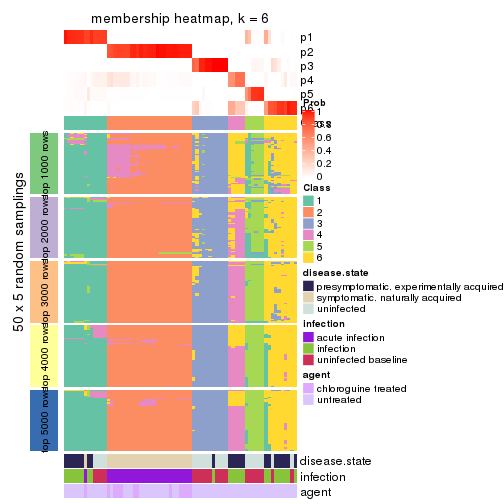 membership heatmap, k = 6
p1
p2
p3
p4
p5
Prob
1
0.6
0.4
0.2
0
Class
1
2
3
4
5
6
disease.state
presymptomatic. experimentally acquired
symptomatic. naturally acquired
uninfected
infection
acute infection
infection
uninfected baseline
agent
chloroguine treated
untreated
50 x 5 random samplings
top 1000 rows
top 2000 rows
top 3000 rows
top 4000 rows
top 5000 rows
disease.state
infection
agent